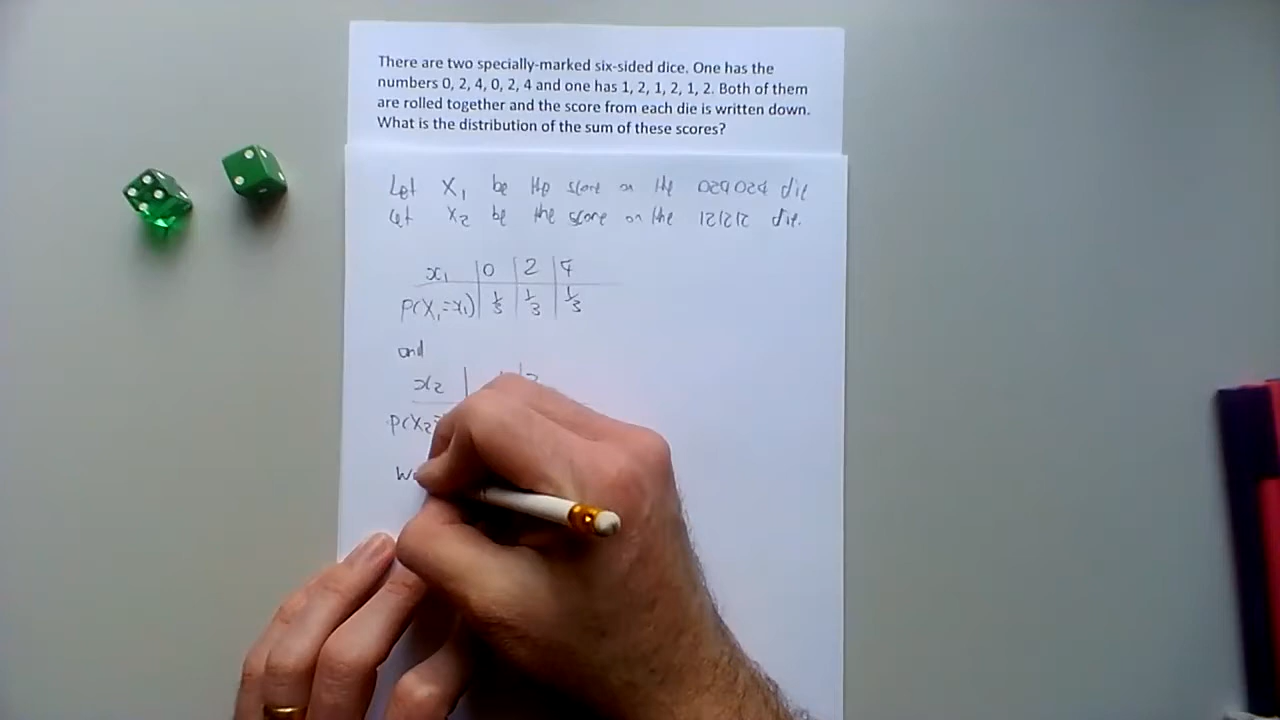 There are two specially-marked six-sided dice. One has the
numbers 0, 2, 4, 0, 2, 4 and one has 1, 2, 1, 2, 1, 2. Both of them
are rolled together and the score from each die is written down.
What is the distribution of the sum of these scores?
Let X₁ be the score on the 024024 die
Let X₂ be the score on the 121212 die.
x₁ 0 2 4
P(X₁=x₁) 1/3 1/3 1/3
and
x₂ 2
P(X₂=